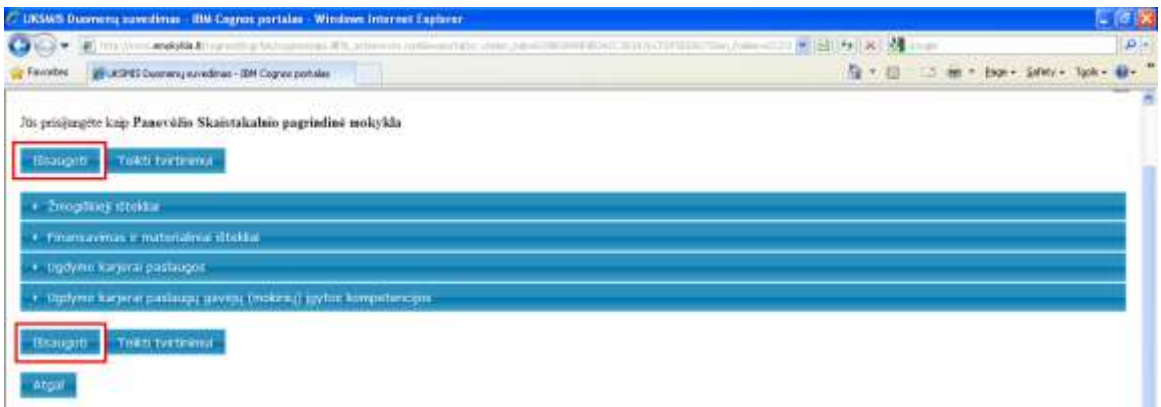 UKSMIS Duomenų suvedimas - IBM Cognos portalas - Windows Internet Explorer
emokykla.lt
Favorites UKSMIS Duomenų suvedimas - IBM Cognos portalas Page Safety Tools
Jūs prisijungėte kaip Panevėžio Skaistakalnio pagrindinė mokykla
Išsaugoti Teikti tvirtinimui
Žmogiškieji ištekliai
Finansavimas ir materialiniai ištekliai
Ugdymo karjerai paslaugos
Ugdymo karjerai paslaugų gavėjų (mokinių) įgytos kompetencijos
Išsaugoti Teikti tvirtinimui
Atgal